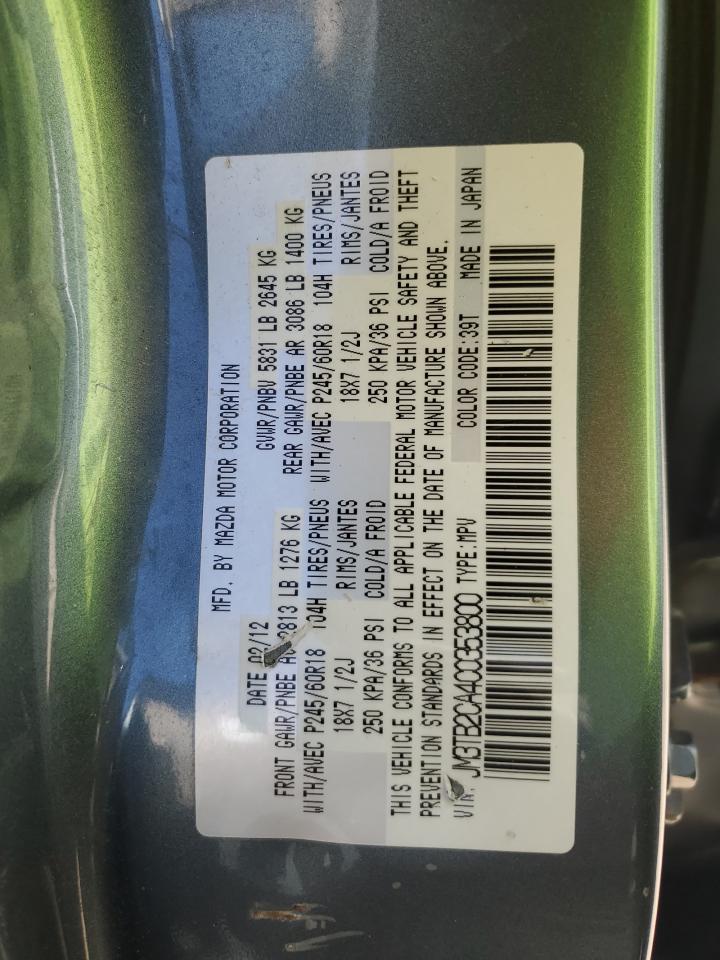 MFD. BY MAZDA MOTOR CORPORATION
DATE 02/12 GVWR/PNBV 5831 LB 2645 KG
FRONT GAWR/PNBE AV 2813 LB 1276 KG REAR GAWR/PNBE AR 3086 LB 1400 KG
WITH/AVEC P245/60R18 104H TIRES/PNEUS WITH/AVEC P245/60R18 104H TIRES/PNEUS
18X7 1/2J RIMS/JANTES 18X7 1/2J RIMS/JANTES
250 KPA/36 PSI COLD/A FROID 250 KPA/36 PSI COLD/A FROID
THIS VEHICLE CONFORMS TO ALL APPLICABLE FEDERAL MOTOR VEHICLE SAFETY AND THEFT
PREVENTION STANDARDS IN EFFECT ON THE DATE OF MANUFACTURE SHOWN ABOVE.
VIN: JM3TB2CA4C0353800 TYPE:MPV COLOR CODE:39T MADE IN JAPAN